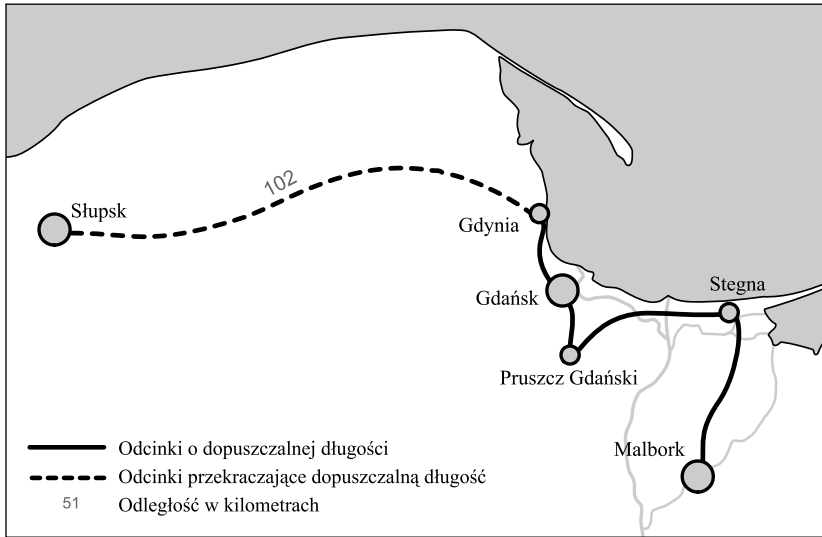 102
Słupsk
Gdynia
Gdańsk
Stegna
Pruszcz Gdański
Malbork
Odcinki o dopuszczalnej długości
Odcinki przekraczające dopuszczalną długość
51 Odległość w kilometrach